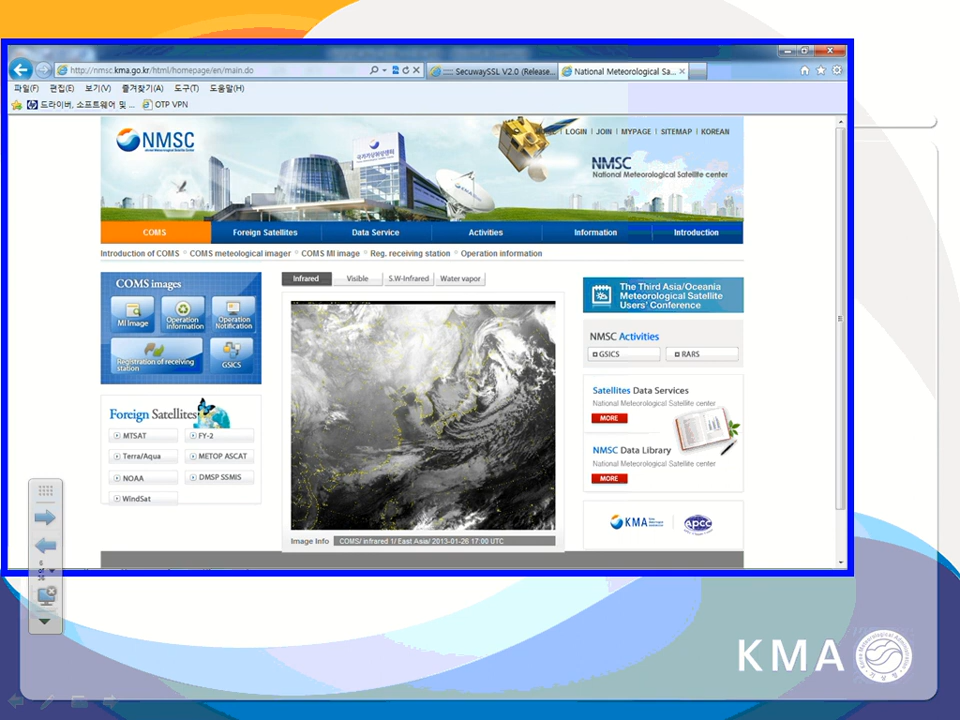 http://nmsc.kma.go.kr/html/homepage/en/main.do
SecuwaySSL V2.0 (Release...
National Meteorological Sa...
파일(F) 편집(E) 보기(V) 즐겨찾기(A) 도구(T) 도움말(H)
드라이버, 소프트웨어 및 ... OTP VPN
NMSC
LOGIN | JOIN | MYPAGE | SITEMAP | KOREAN
국가기상위성센터
NMSC
National Meteorological Satellite center
COMS Foreign Satellites Data Service Activities Information Introduction
Introduction of COMS COMS meteological imager COMS MI image Reg. receiving station Operation information
COMS images
MI Image
Operation Information
Operation Notification
Registration of receiving station
GSICS
Infrared Visible S.W-Infrared Water vapor
The Third Asia/Oceania
Meteorological Satellite
Users' Conference
NMSC Activities
GSICS RARS
Foreign Satellites
MTSAT FY-2
Terra/Aqua METOP ASCAT
NOAA DMSP SSMIS
WindSat
Satellites Data Services
National Meteorological Satellite center
MORE
NMSC Data Library
National Meteorological Satellite center
MORE
KMA
apcc
Image Info COMS/ infrared 1/ East Asia/ 2013-01-26 17:00 UTC
KMA